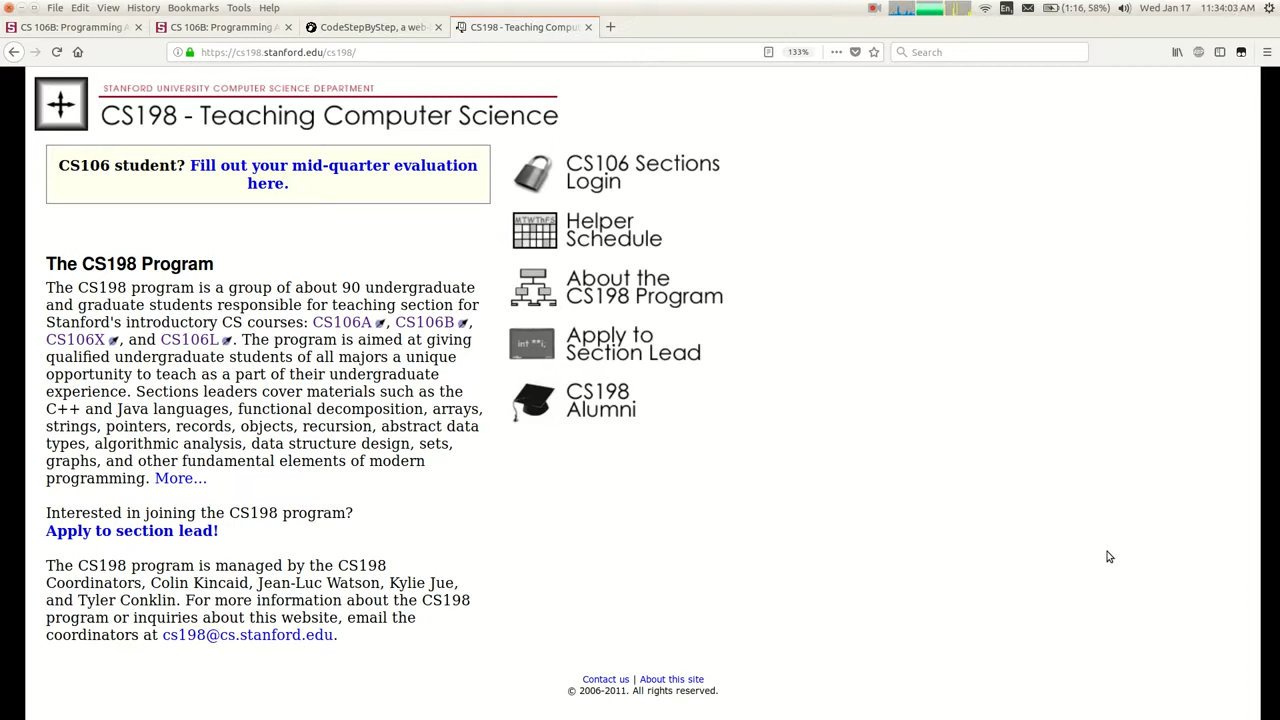 File Edit View History Bookmarks Tools Help
En
(1:16, 58%)
Wed Jan 17
11:34:03 AM
CS 106B: Programming A
CS 106B: Programming A
CodeStepByStep, a web-
CS198 - Teaching Compu
https://cs198.stanford.edu/cs198/
133%
Search
STANFORD UNIVERSITY COMPUTER SCIENCE DEPARTMENT
CS198 - Teaching Computer Science
CS106 student? Fill out your mid-quarter evaluation
here.
The CS198 Program
The CS198 program is a group of about 90 undergraduate
and graduate students responsible for teaching section for
Stanford's introductory CS courses: CS106A, CS106B,
CS106X, and CS106L. The program is aimed at giving
qualified undergraduate students of all majors a unique
opportunity to teach as a part of their undergraduate
experience. Sections leaders cover materials such as the
C++ and Java languages, functional decomposition, arrays,
strings, pointers, records, objects, recursion, abstract data
types, algorithmic analysis, data structure design, sets,
graphs, and other fundamental elements of modern
programming. More...
Interested in joining the CS198 program?
Apply to section lead!
The CS198 program is managed by the CS198
Coordinators, Colin Kincaid, Jean-Luc Watson, Kylie Jue,
and Tyler Conklin. For more information about the CS198
program or inquiries about this website, email the
coordinators at cs198@cs.stanford.edu.
CS106 Sections
Login
MTWThFS
Helper
Schedule
About the
CS198 Program
int **i;
Apply to
Section Lead
CS198
Alumni
Contact us | About this site
© 2006-2011. All rights reserved.